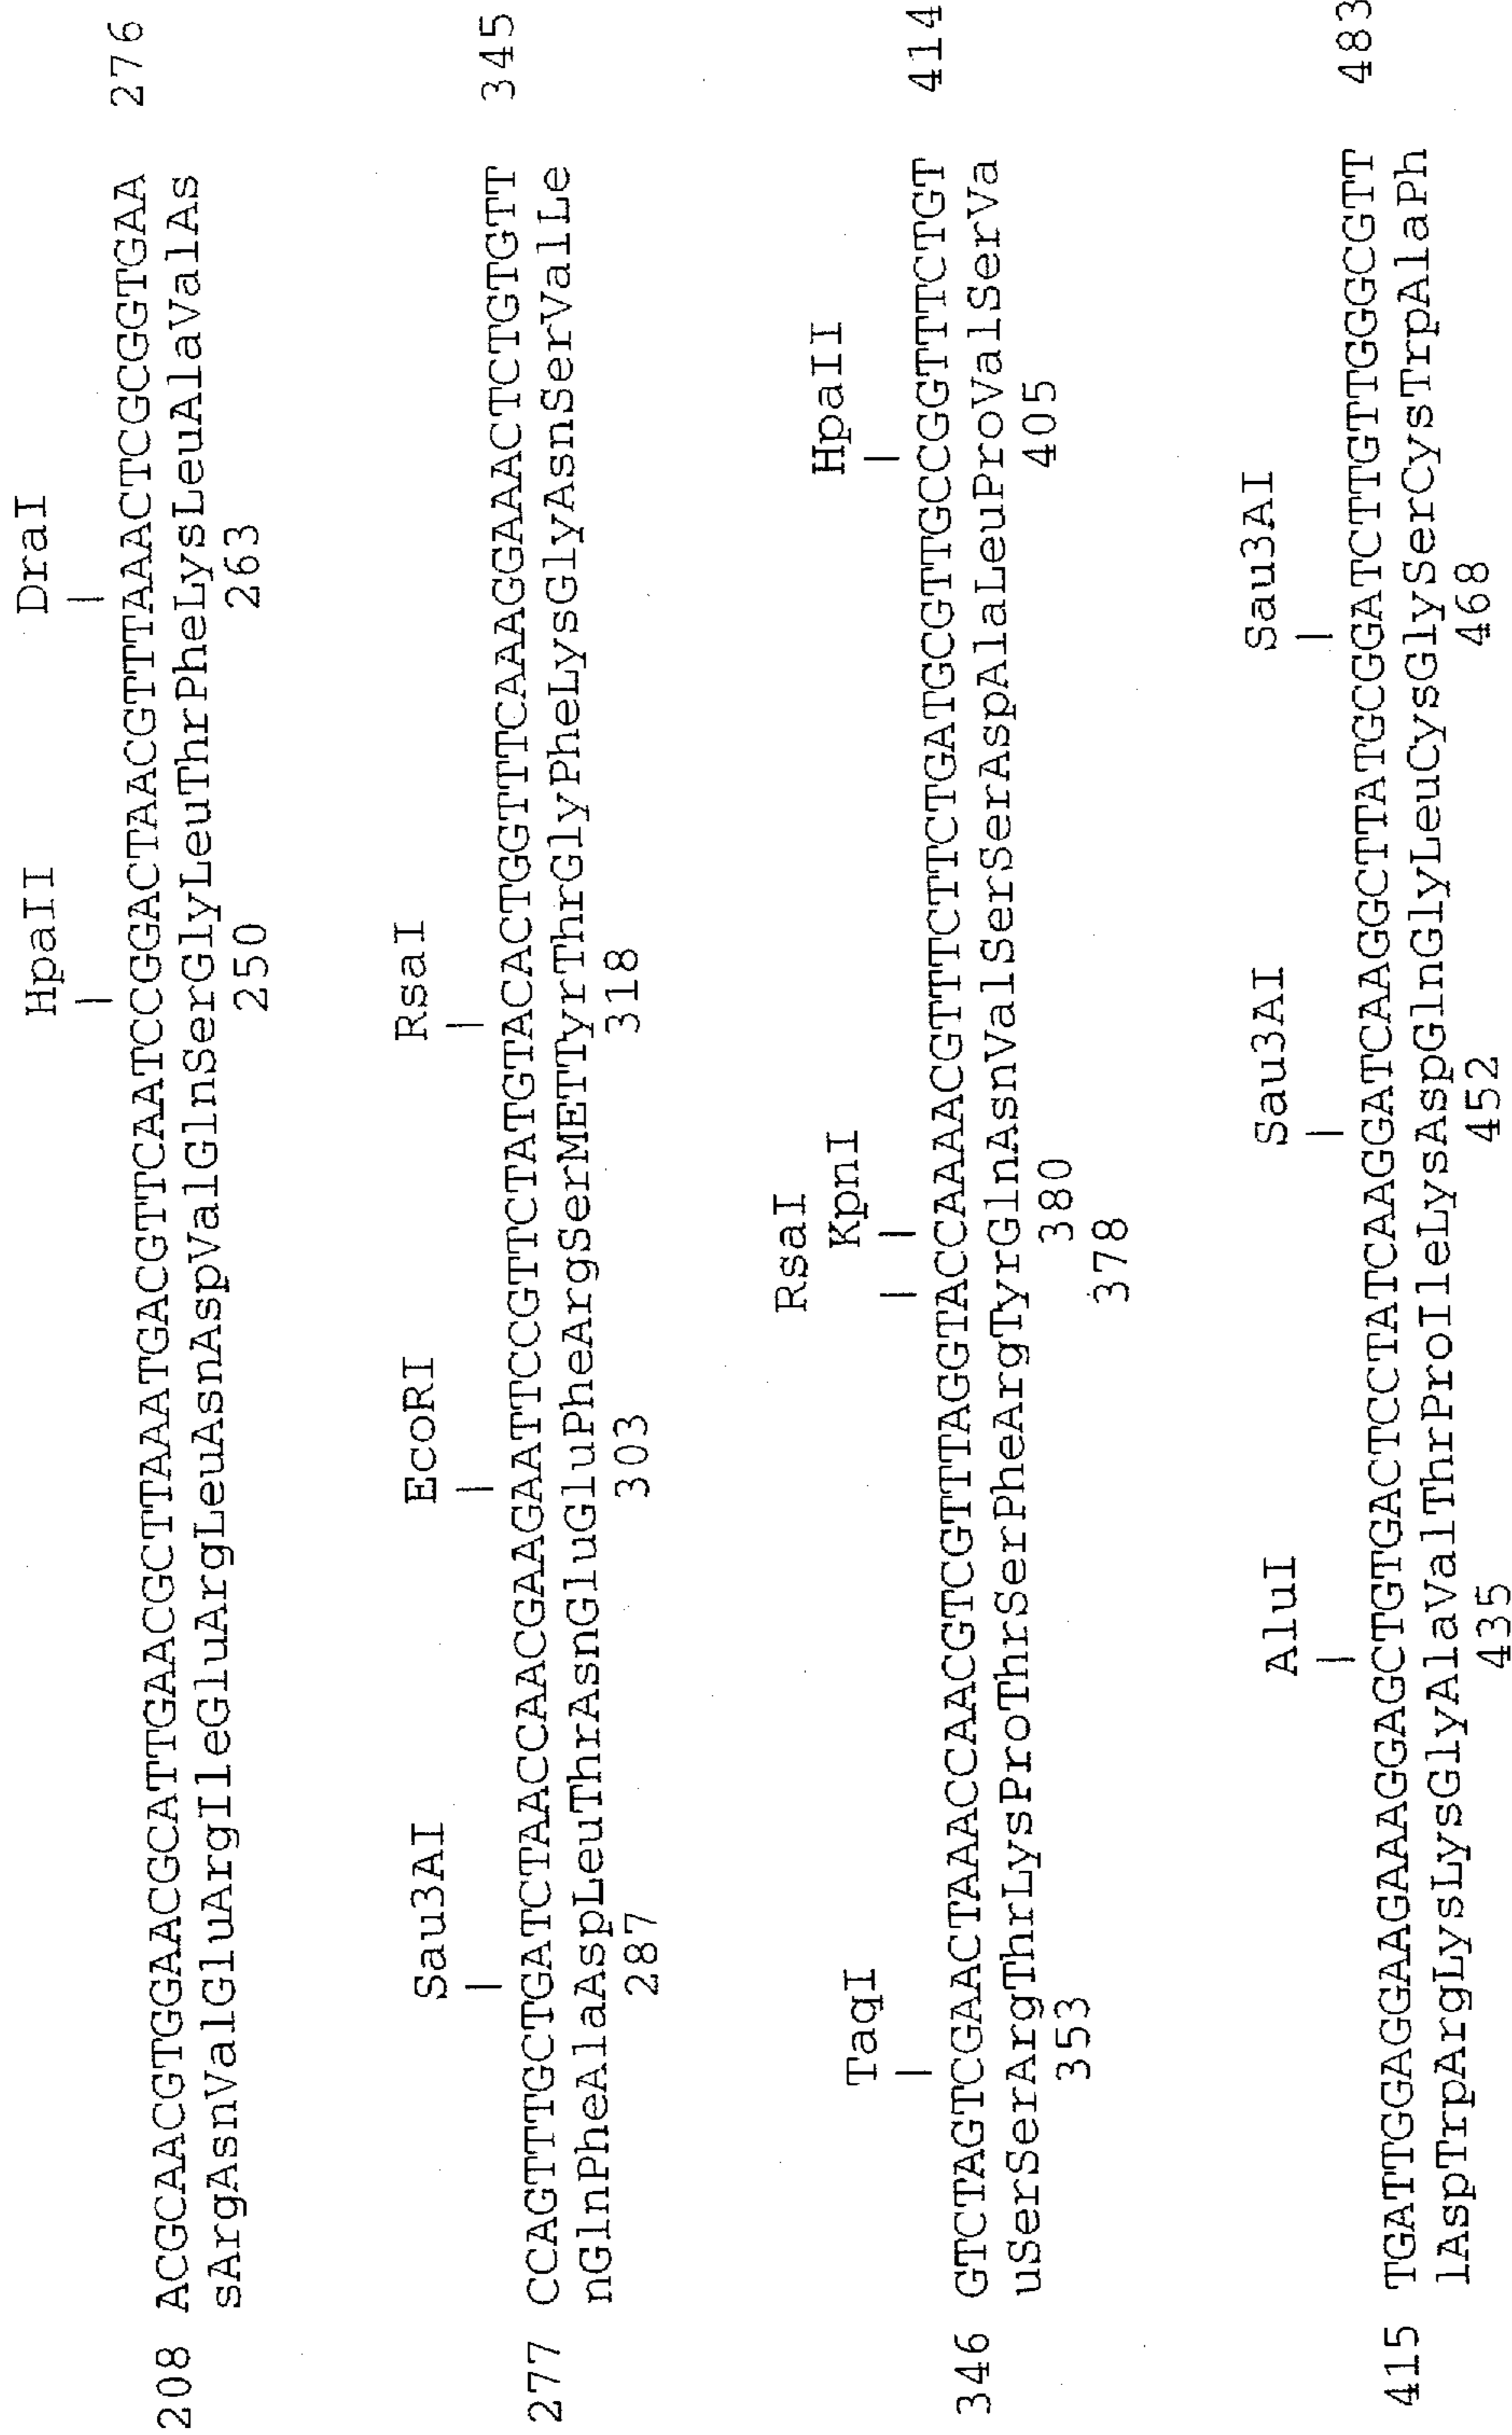 HpaII DraI
208 ACGCAACGTGGAACGCATTGAACGCTTAAATGACGTTCAATCCGGACTAACGTTTAAACTCGCGGTGAA 276
sArgAsnValGluArgIleGluArgLeuAsnAspValGlnSerGlyLeuThrPheLysLeuAlaValAs
250 263
Sau3AI EcoRI RsaI
277 CCAGTTTGCTGATCTAACCAACGAAGAATTCCGTTCTATGTACACTGGTTTCAAAGGAAACTCTGTGTT 345
nGlnPheAlaAspLeuThrAsnGluGluPheArgSerMETTyrThrGlyPheLysGlyAsnSerValLe
287 303 318
RsaI
TaqI KpnI HpaII
346 GTCTAGTCGAACTAAACCAACGTCGTTTAGGTACCAAAACGTTTCTTCTGATGCGTTGCCGGTTTCTGT 414
uSerSerArgThrLysProThrSerPheArgTyrGlnAsnValSerSerAspAlaLeuProValSerVa
353 380 405
378
AluI Sau3AI Sau3AI
415 TGATTGGAGGAAGAAAGGAGCTGTGACTCCTATCAAGGATCAAGGCTTATGCGGATCTTGTTGGGCGTT 483
lAspTrpArgLysLysGlyAlaValThrProIleLysAspGlnGlyLeuCysGlySerCysTrpAlaPh
435 452 468